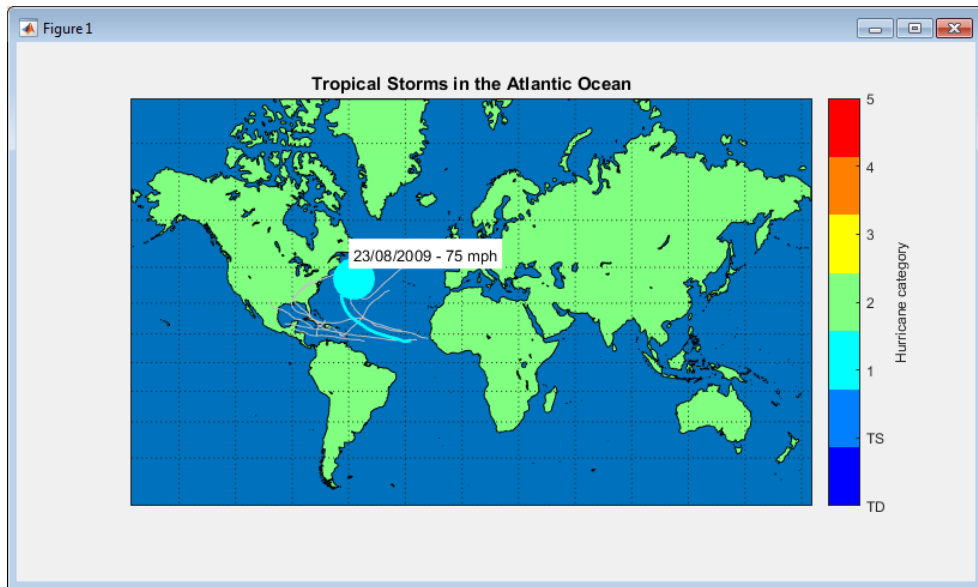 Figure 1
Tropical Storms in the Atlantic Ocean
23/08/2009 - 75 mph
5
4
3
2
1
TS
TD
Hurricane category